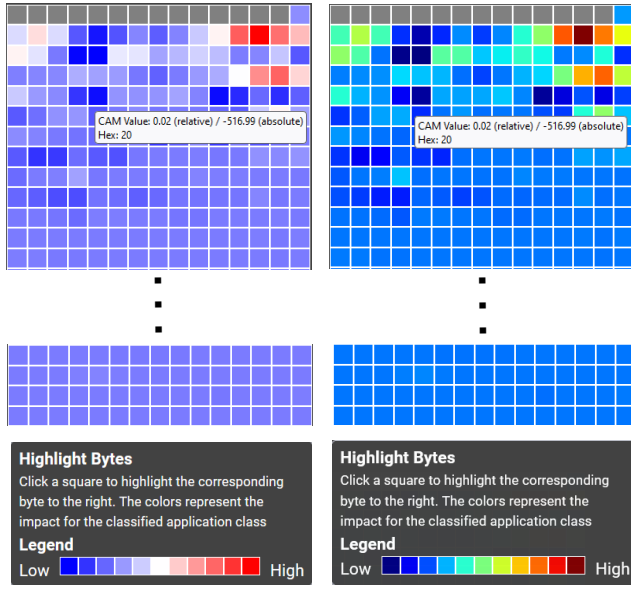 CAM Value: 0.02 (relative) / -516.99 (absolute)
Hex: 20
CAM Value: 0.02 (relative) / -516.99 (absolute)
Hex: 20
Highlight Bytes
Click a square to highlight the corresponding
byte to the right. The colors represent the
impact for the classified application class
Legend
Low High
Highlight Bytes
Click a square to highlight the corresponding
byte to the right. The colors represent the
impact for the classified application class
Legend
Low High